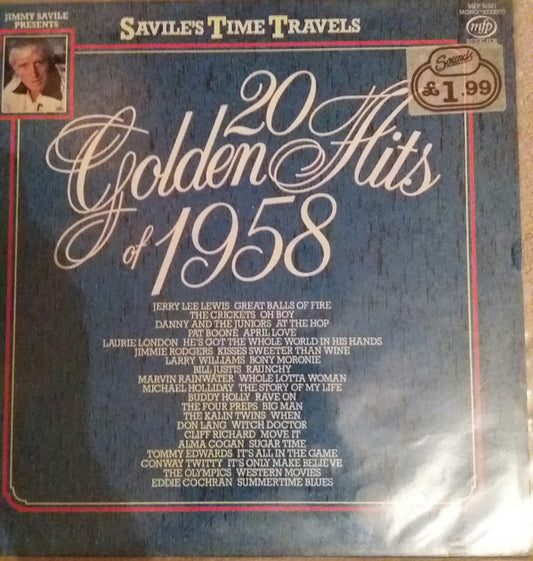 JIMMY SAVILE
PRESENTS
SAVILE'S TIME TRAVELS
mfp
Sounds
£1.99
20
Golden Hits
of 1958
JERRY LEE LEWIS GREAT BALLS OF FIRE
THE CRICKETS OH BOY
DANNY AND THE JUNIORS AT THE HOP
PAT BOONE APRIL LOVE
LAURIE LONDON HE'S GOT THE WHOLE WORLD IN HIS HANDS
JIMMIE RODGERS KISSES SWEETER THAN WINE
LARRY WILLIAMS BONY MORONIE
BILL JUSTIS RAUNCHY
MARVIN RAINWATER WHOLE LOTTA WOMAN
MICHAEL HOLLIDAY THE STORY OF MY LIFE
BUDDY HOLLY RAVE ON
THE FOUR PREPS BIG MAN
THE KALIN TWINS WHEN
DON LANG WITCH DOCTOR
CLIFF RICHARD MOVE IT
ALMA COGAN SUGAR TIME
TOMMY EDWARDS IT'S ALL IN THE GAME
CONWAY TWITTY IT'S ONLY MAKE BELIEVE
THE OLYMPICS WESTERN MOVIES
EDDIE COCHRAN SUMMERTIME BLUES